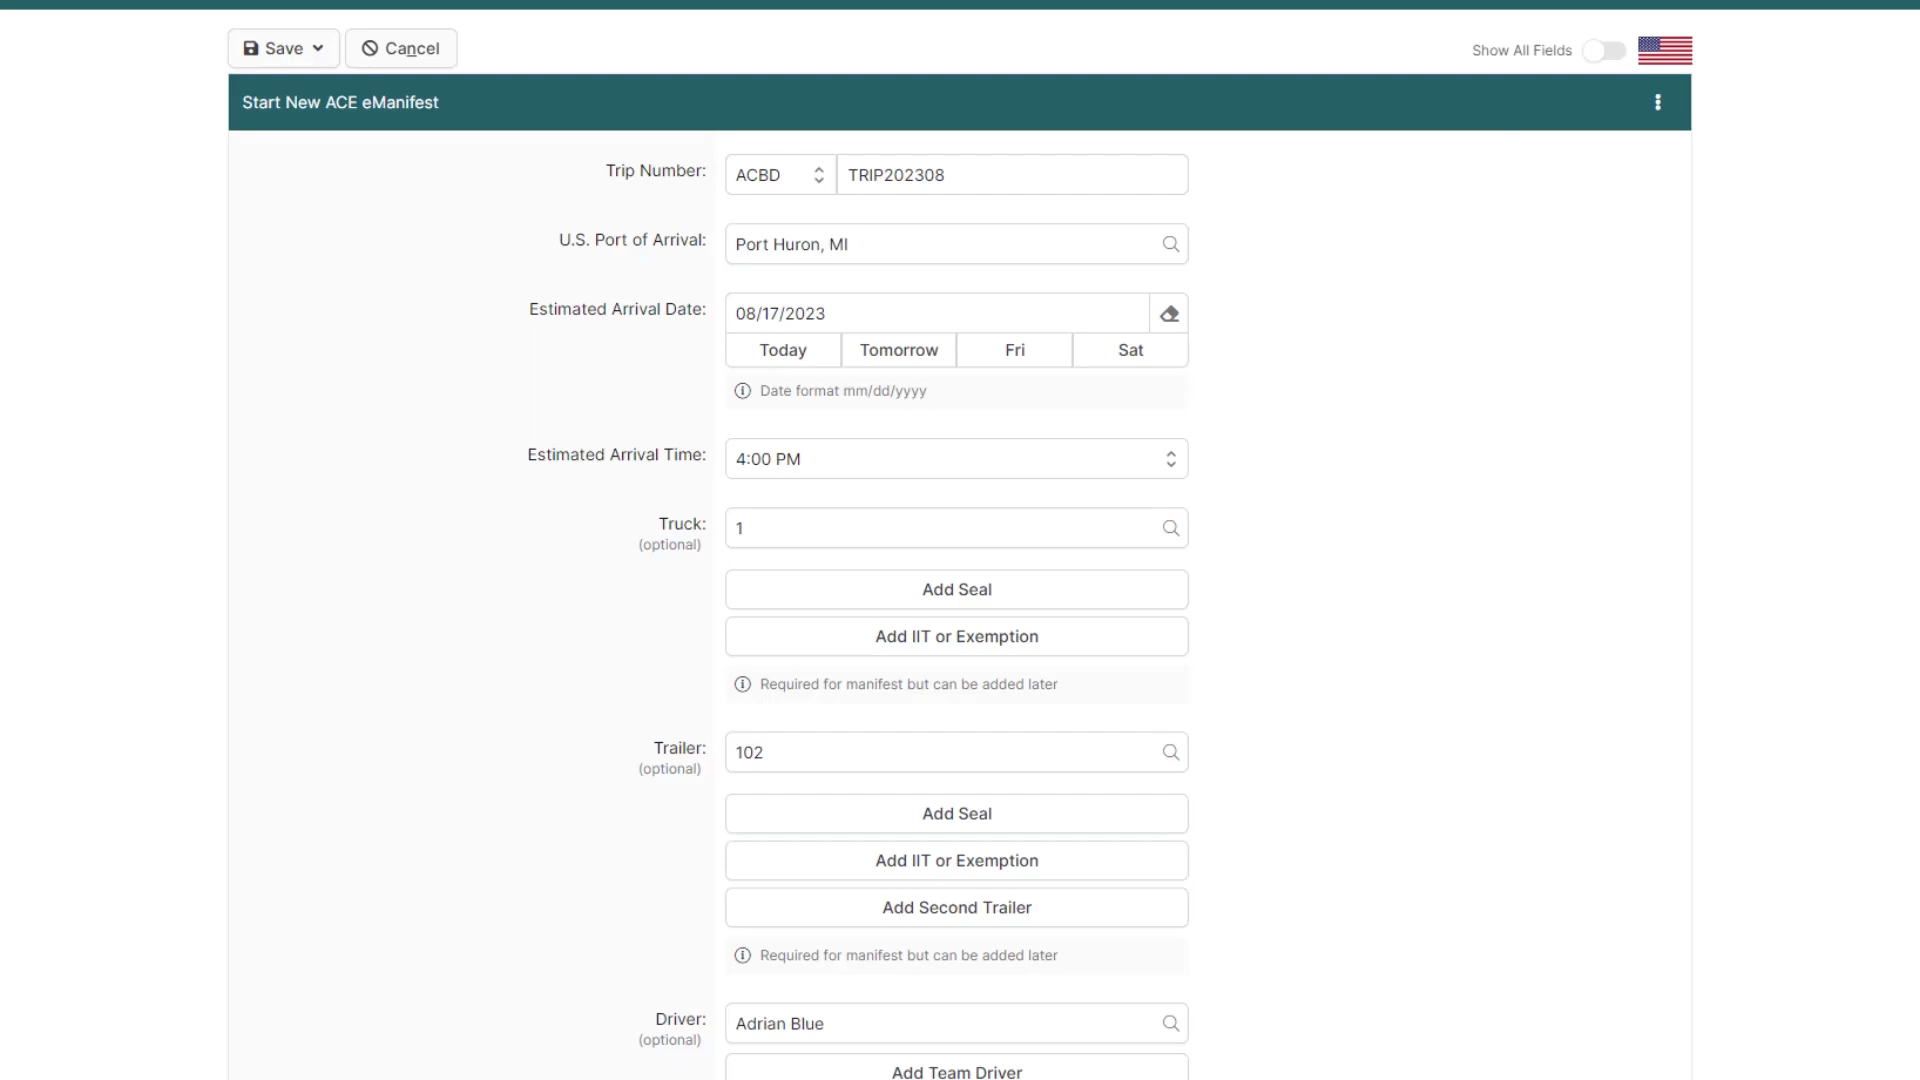 Save
Cancel
Show All Fields
Start New ACE eManifest
Trip Number:
ACBD
TRIP202308
U.S. Port of Arrival:
Port Huron, MI
Estimated Arrival Date:
08/17/2023
Today
Tomorrow
Fri
Sat
Date format mm/dd/yyyy
Estimated Arrival Time:
4:00 PM
Truck:
(optional)
1
Add Seal
Add IIT or Exemption
Required for manifest but can be added later
Trailer:
(optional)
102
Add Seal
Add IIT or Exemption
Add Second Trailer
Required for manifest but can be added later
Driver:
(optional)
Adrian Blue
Add Team Driver